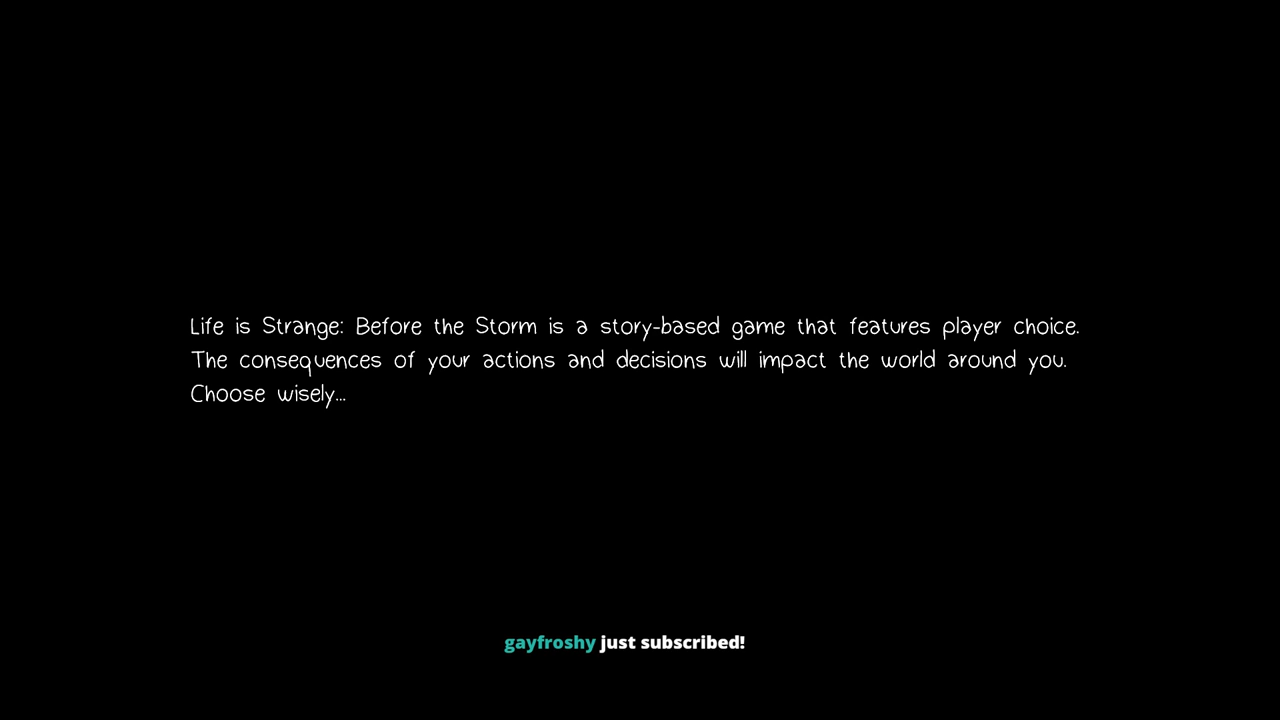 Life is Strange: Before the Storm is a story-based game that features player choice.
The consequences of your actions and decisions will impact the world around you.
Choose wisely...
gayfroshy just subscribed!